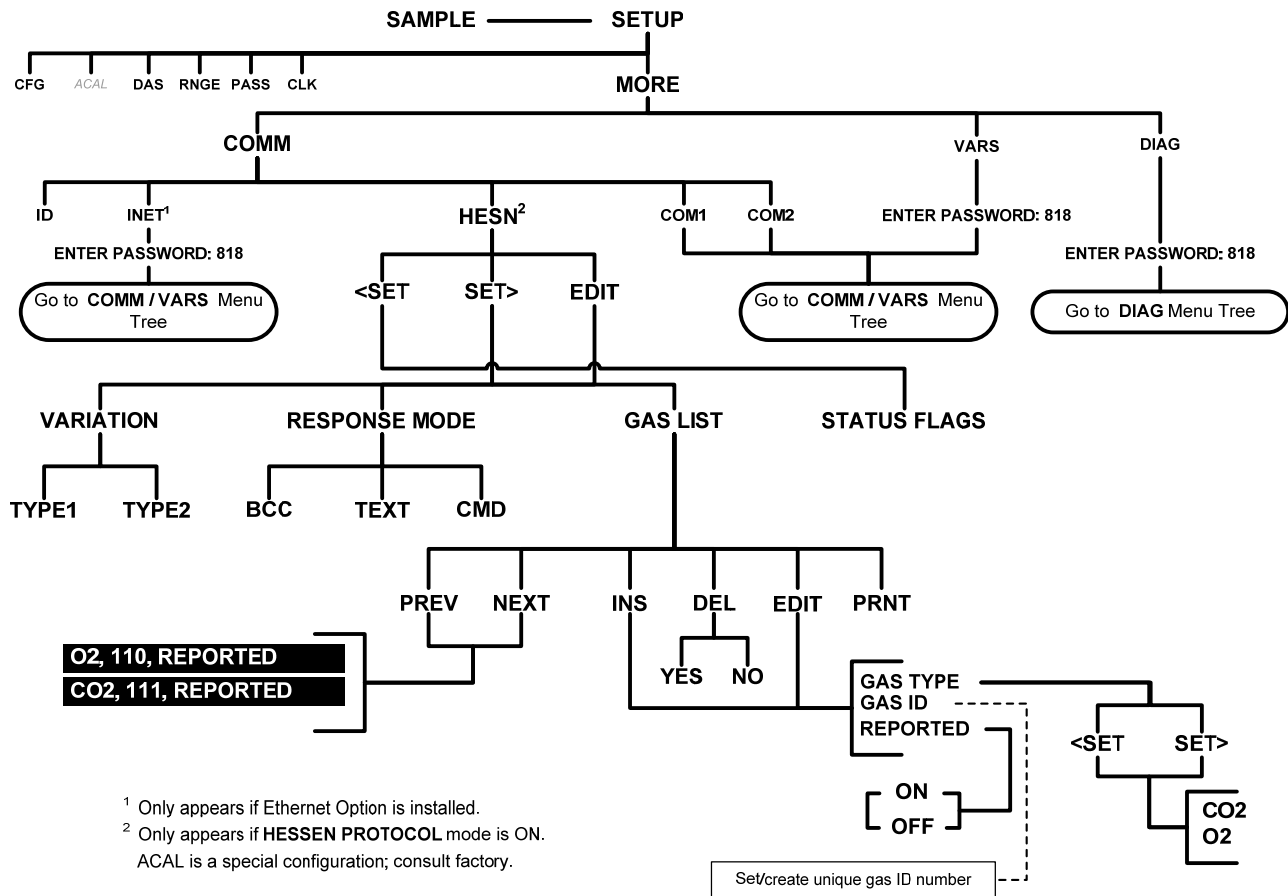 SAMPLE SETUP
CFG ACAL DAS RNGE PASS CLK MORE
COMM VARS DIAG
ID INET¹ HESN² COM1 COM2 ENTER PASSWORD: 818
ENTER PASSWORD: 818 ENTER PASSWORD: 818
Go to COMM / VARS Menu
Tree
<SET SET> EDIT
Go to COMM / VARS Menu
Tree
Go to DIAG Menu Tree
VARIATION RESPONSE MODE GAS LIST STATUS FLAGS
TYPE1 TYPE2 BCC TEXT CMD
PREV NEXT INS DEL EDIT PRNT
YES NO
O2, 110, REPORTED
CO2, 111, REPORTED
GAS TYPE
GAS ID
REPORTED
<SET SET>
ON
OFF
CO2
O2
¹ Only appears if Ethernet Option is installed.
² Only appears if HESSEN PROTOCOL mode is ON.
ACAL is a special configuration; consult factory.
Set/create unique gas ID number